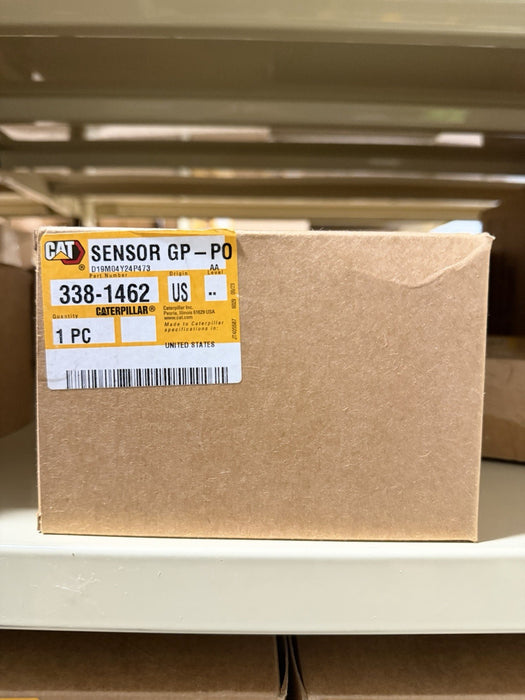 CAT
SENSOR GP-PO
D19M04Y24P473
AA
Part Number
Origin
Level
338-1462
US
--
CATERPILLAR®
Caterpillar Inc.
Peoria, Illinois 61629 USA
www.cat.com
Quantity
1 PC
Made to Caterpillar
specifications in:
UNITED STATES